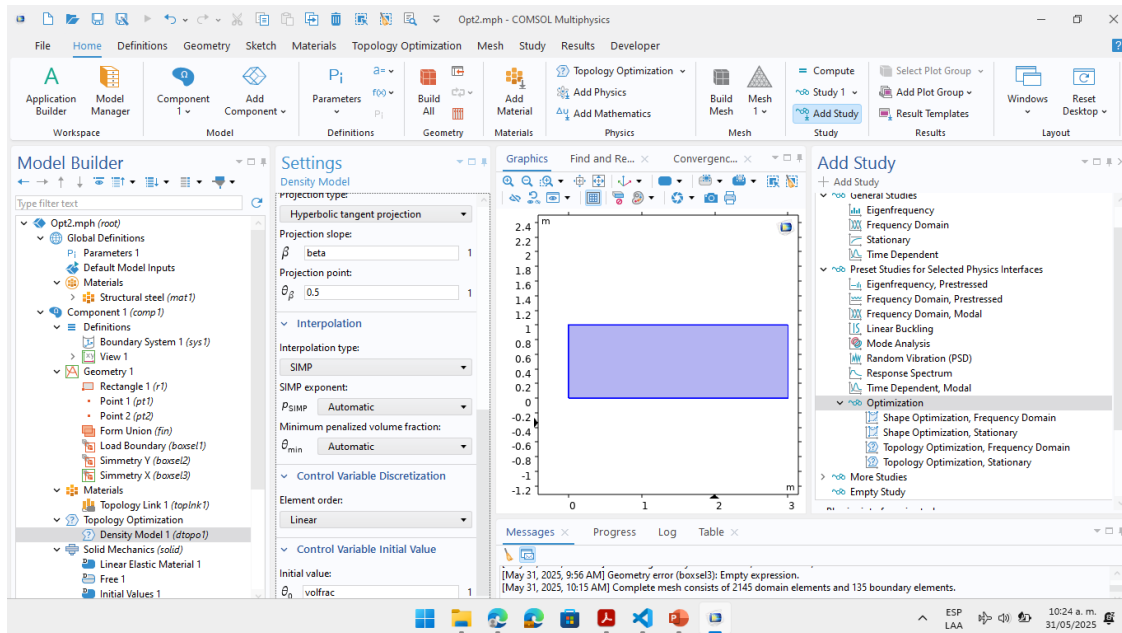 Opt2.mph - COMSOL Multiphysics
File Home Definitions Geometry Sketch Materials Topology Optimization Mesh Study Results Developer
Application Builder
Model Manager
Workspace
Component 1
Add Component
Model
Pi
Parameters
a=
f(x)
Pi
Definitions
Build All
Geometry
Add Material
Materials
Topology Optimization
Add Physics
Add Mathematics
Physics
Build Mesh
Mesh 1
Mesh
= Compute
Study 1
Add Study
Study
Select Plot Group
Add Plot Group
Result Templates
Results
Windows
Reset Desktop
Layout
Model Builder
Type filter text
Opt2.mph (root)
Global Definitions
Pi Parameters 1
Default Model Inputs
Materials
Structural steel (mat1)
Component 1 (comp1)
Definitions
Boundary System 1 (sys1)
View 1
Geometry 1
Rectangle 1 (r1)
Point 1 (pt1)
Point 2 (pt2)
Form Union (fin)
Load Boundary (boxsel1)
Simmetry Y (boxsel2)
Simmetry X (boxsel3)
Materials
Topology Link 1 (toplnk1)
Topology Optimization
Density Model 1 (dtopo1)
Solid Mechanics (solid)
Linear Elastic Material 1
Free 1
Initial Values 1
Settings
Density Model
Projection type:
Hyperbolic tangent projection
Projection slope:
β beta 1
Projection point:
θβ 0.5 1
Interpolation
Interpolation type:
SIMP
SIMP exponent:
PSIMP Automatic
Minimum penalized volume fraction:
θmin Automatic
Control Variable Discretization
Element order:
Linear
Control Variable Initial Value
Initial value:
θ0 volfrac 1
Graphics Find and Re... Convergenc...
m
2.4
2.2
2
1.8
1.6
1.4
1.2
1
0.8
0.6
0.4
0.2
0
-0.2
-0.4
-0.6
-0.8
-1
-1.2
m
0 1 2 3
Messages Progress Log Table
[May 31, 2025, 9:56 AM] Geometry error (boxsel3): Empty expression.
[May 31, 2025, 10:15 AM] Complete mesh consists of 2145 domain elements and 135 boundary elements.
Add Study
+ Add Study
General Studies
Eigenfrequency
Frequency Domain
Stationary
Time Dependent
Preset Studies for Selected Physics Interfaces
Eigenfrequency, Prestressed
Frequency Domain, Prestressed
Frequency Domain, Modal
Linear Buckling
Mode Analysis
Random Vibration (PSD)
Response Spectrum
Time Dependent, Modal
Optimization
Shape Optimization, Frequency Domain
Shape Optimization, Stationary
Topology Optimization, Frequency Domain
Topology Optimization, Stationary
More Studies
Empty Study
ESP
LAA
10:24 a. m.
31/05/2025